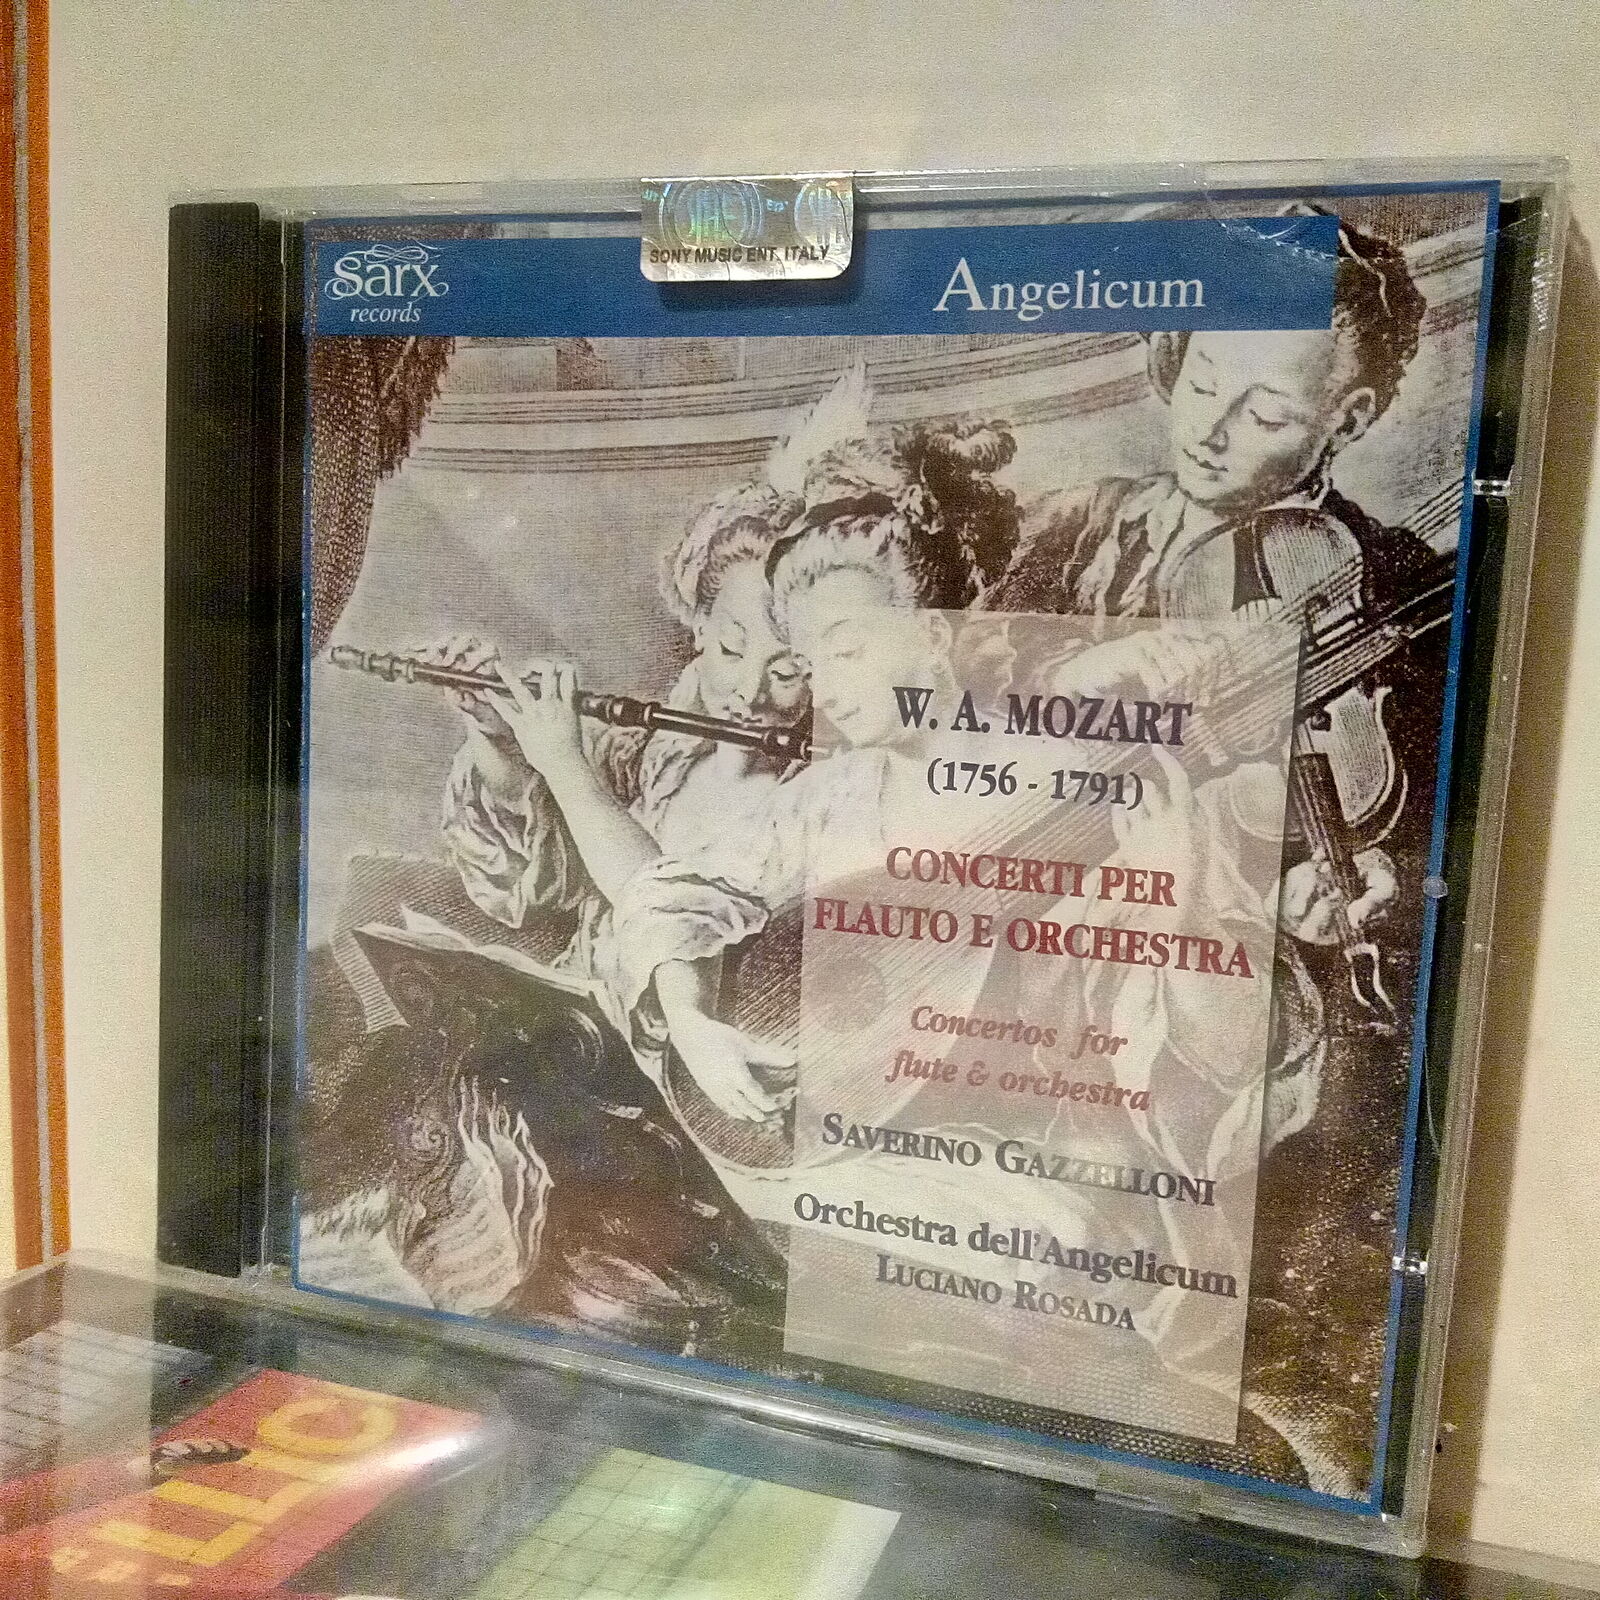 SONY MUSIC ENT. ITALY
sarx
records
Angelicum
W. A. MOZART
(1756 - 1791)
CONCERTI PER
FLAUTO E ORCHESTRA
Concertos for
flute & orchestra
SAVERINO GAZZELLONI
Orchestra dell'Angelicum
LUCIANO ROSADA